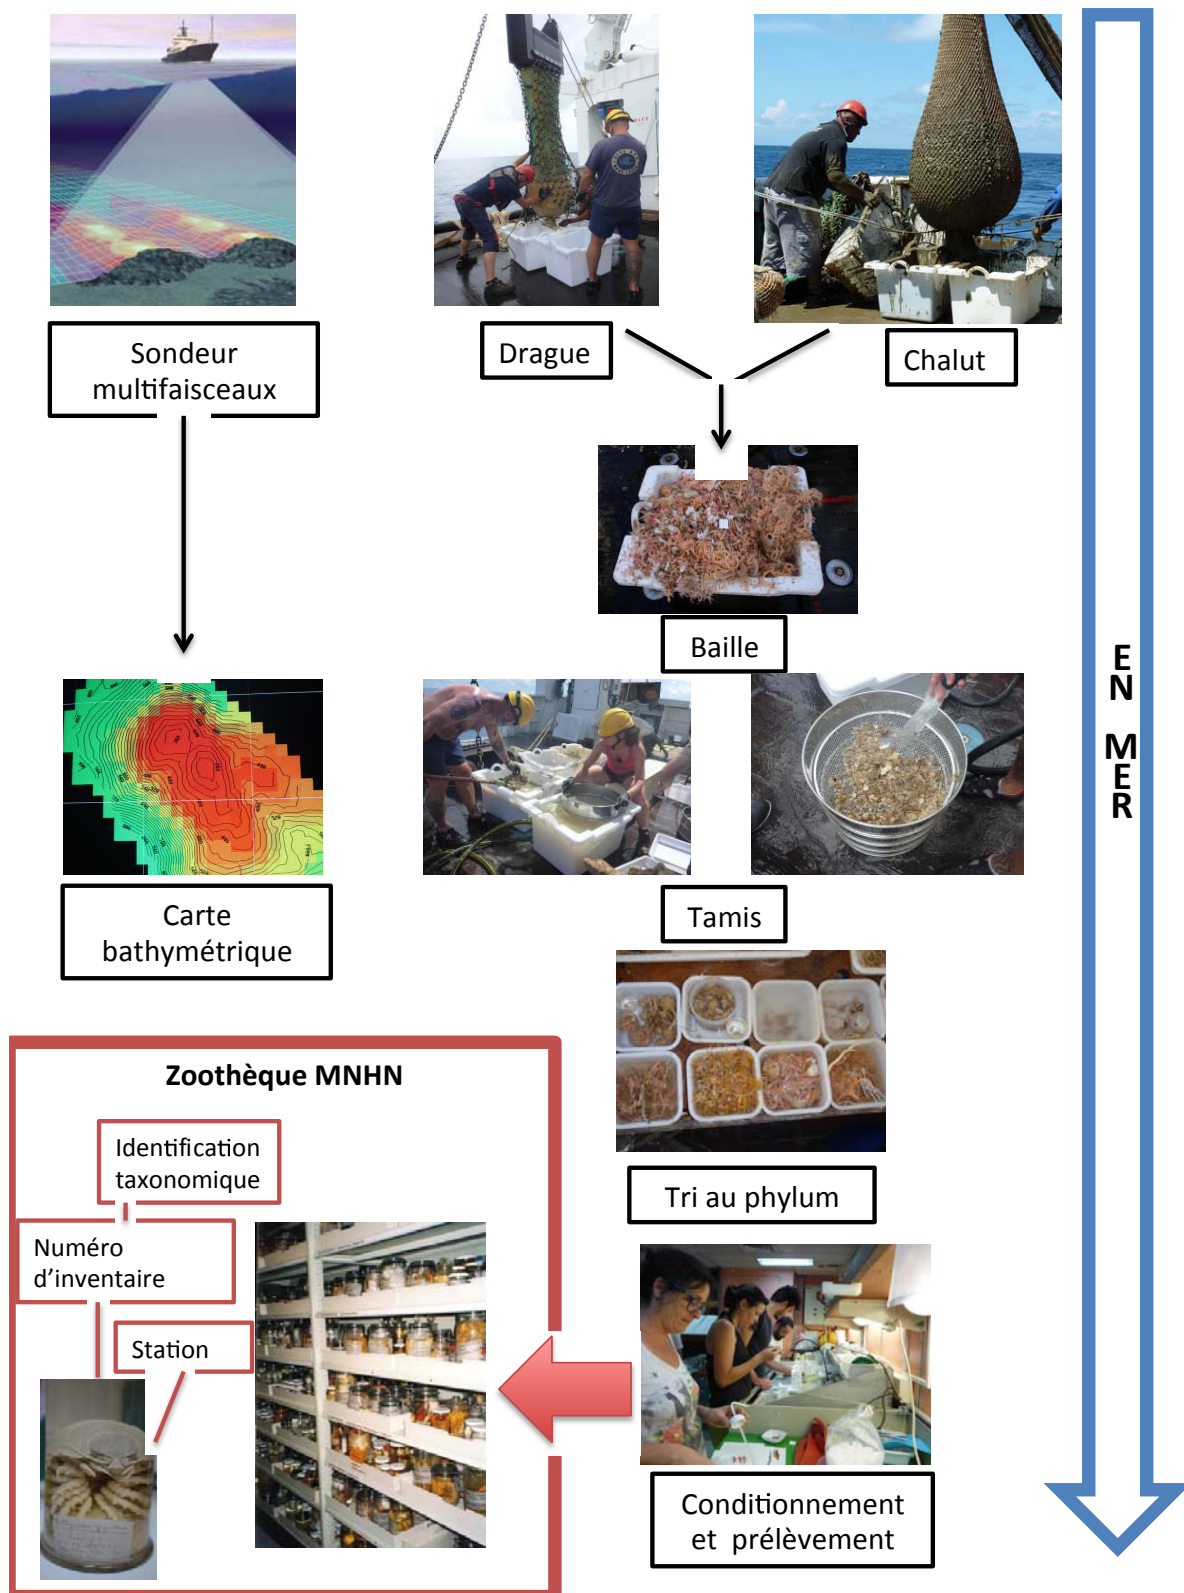 Sondeur
multifaisceaux
Drague
Chalut
Baille
Carte
bathymétrique
Tamis
Tri au phylum
Conditionnement
et prélèvement
EN MER
Zoothèque MNHN
Identification
taxonomique
Numéro
d'inventaire
Station